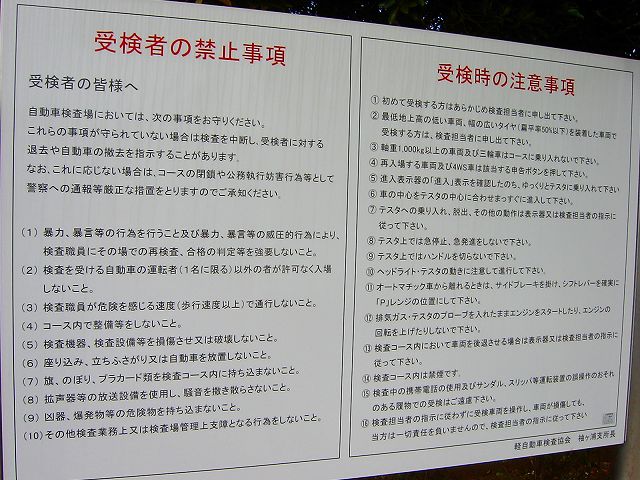 受検者の禁止事項
受検者の皆様へ
自動車検査場においては、次の事項をお守りください。
これらの事項が守られていない場合は検査を中断し、受検者に対する
退去や自動車の撤去を指示することがあります。
なお、これに応じない場合は、コースの閉鎖や公務執行妨害行為等として
警察への通報等厳正な措置をとりますのでご承知ください。
(1) 暴力、暴言等の行為を行うこと及び暴力、暴言等の威圧的行為により、
検査職員にその場での再検査、合格の判定等を強要しないこと。
(2) 検査を受ける自動車の運転者(1名に限る)以外の者が許可なく入場
しないこと。
(3) 検査職員が危険を感じる速度(歩行速度以上)で通行しないこと。
(4) コース内で整備等をしないこと。
(5) 検査機器、検査設備等を損傷させ又は破壊しないこと。
(6) 座り込み、立ちふさがり又は自動車を放置しないこと。
(7) 旗、のぼり、プラカード類を検査コース内に持ち込まないこと。
(8) 拡声器等の放送設備を使用し、騒音を撒き散らさないこと。
(9) 凶器、爆発物等の危険物を持ち込まないこと。
(10) その他検査業務上又は検査場管理上支障となる行為をしないこと。
受検時の注意事項
① 初めて受検する方はあらかじめ検査担当者に申し出て下さい。
② 最低地上高の低い車両、幅の広いタイヤ(扁平率50%以下)を装着した車両で
受検する方は、検査担当者に申し出て下さい。
③ 軸重1,000kg以上の車両及び三輪車はコースに乗り入れないで下さい。
④ 再入場する車両及び4WS車は該当する申告ボタンを押して下さい。
⑤ 進入表示器の「進入」表示を確認したのち、ゆっくりとテスタに乗り入れて下さい
⑥ 車の中心をテスタの中心に合わせまっすぐに進入して下さい。
⑦ テスタへの乗り入れ、脱出、その他の動作は表示器又は検査担当者の指示に
従って下さい。
⑧ テスタ上では急停止、急発進をしないで下さい。
⑨ テスタ上ではハンドルを切らないで下さい。
⑩ ヘッドライト・テスタの動きに注意して進行して下さい。
⑪ オートマチック車から離れるときは、サイドブレーキを掛け、シフトレバーを確実に
「P」レンジの位置にして下さい。
⑫ 排気ガス・テスタのプローブを入れたままエンジンをスタートしたり、エンジンの
回転を上げたりしないで下さい。
⑬ 検査コース内において車両を後退させる場合は表示器又は検査担当者の指示に
従って下さい。
⑭ 検査コース内は禁煙です。
⑮ 検査中の携帯電話の使用及びサンダル、スリッパ等運転装置の誤操作のおそれ
のある履物での受検はご遠慮下さい。
⑯ 検査担当者の指示に従わずに受検車両を操作し、車両が損傷しても、
当方は一切責任を負いませんので、検査担当者の指示に従って下さい
軽自動車検査協会 袖ヶ浦支所長